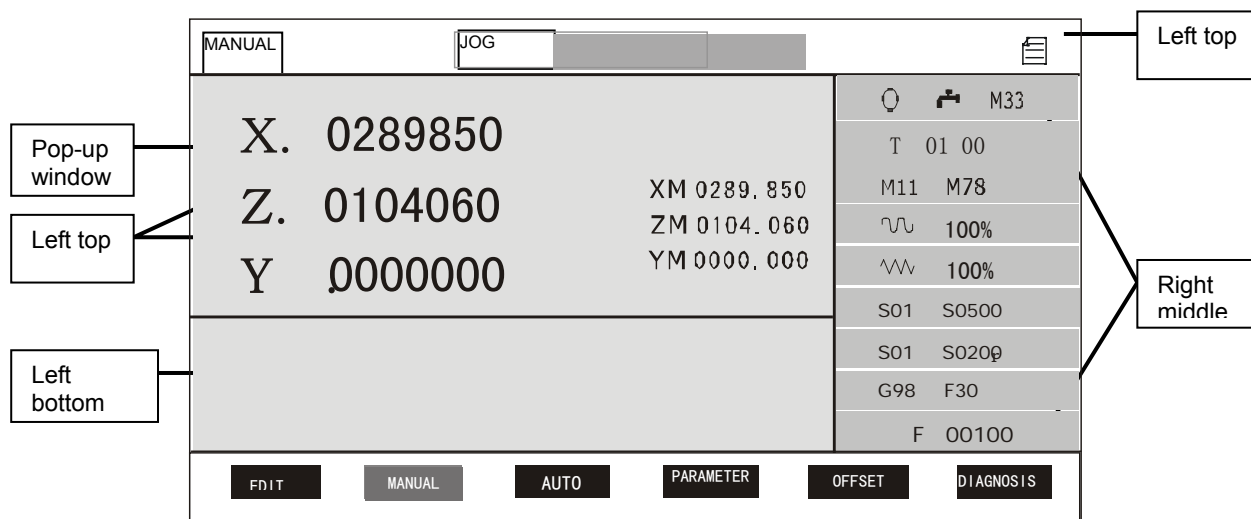 MANUAL
JOG
Left top
Pop-up
window
Left top
Left
bottom
X. 0289850
Z. 0104060
Y .0000000
XM 0289.850
ZM 0104.060
YM 0000.000
M33
T 01 00
M11 M78
100%
100%
S01 S0500
S01 S0200
G98 F30
F 00100
Right
middle
EDIT MANUAL AUTO PARAMETER OFFSET DIAGNOSIS